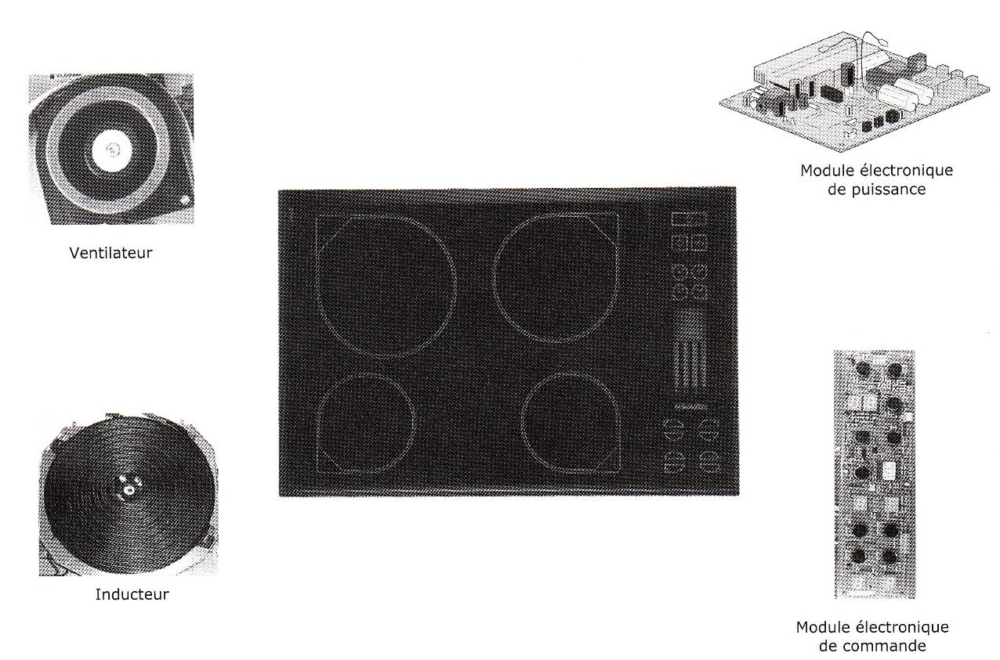 Module électronique
de puissance
Ventilateur
Inducteur
Module électronique
de commande